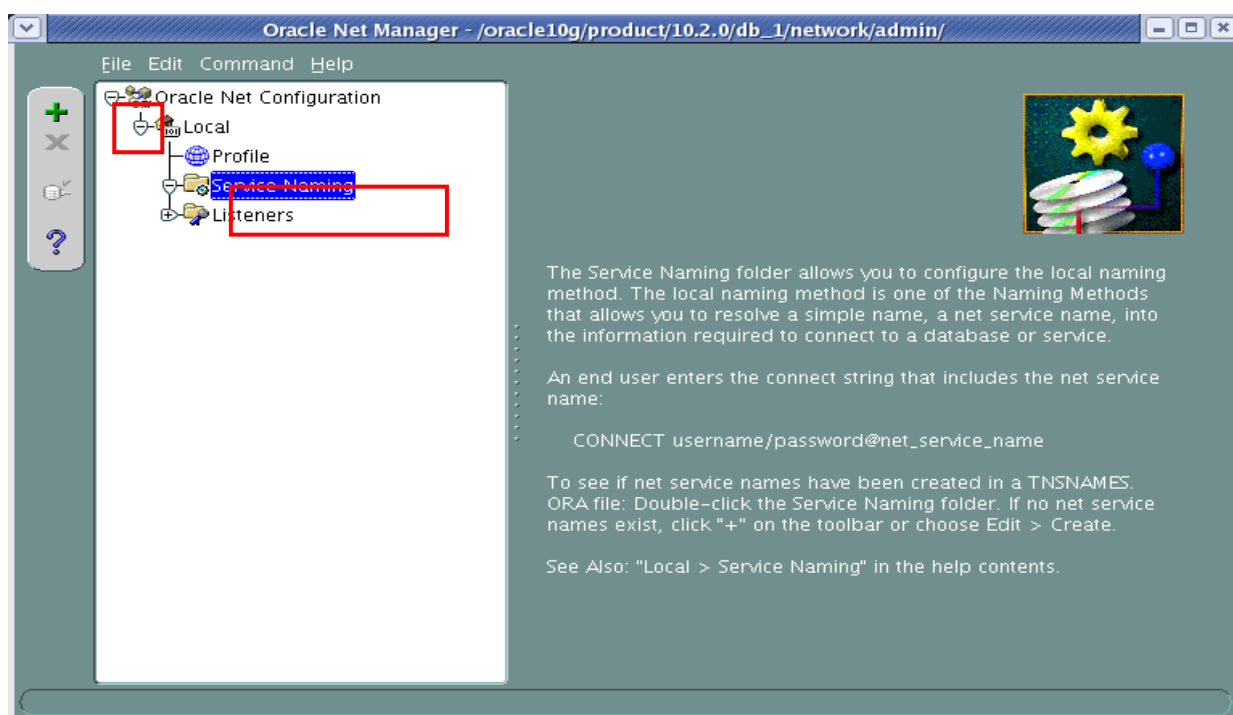 Oracle Net Manager - /oracle10g/product/10.2.0/db_1/network/admin/
File Edit Command Help
Oracle Net Configuration
Local
Profile
Service Naming
Listeners
The Service Naming folder allows you to configure the local naming
method. The local naming method is one of the Naming Methods
that allows you to resolve a simple name, a net service name, into
the information required to connect to a database or service.
An end user enters the connect string that includes the net service
name:
CONNECT username/password@net_service_name
To see if net service names have been created in a TNSNAMES.
ORA file: Double-click the Service Naming folder. If no net service
names exist, click "+" on the toolbar or choose Edit > Create.
See Also: "Local > Service Naming" in the help contents.